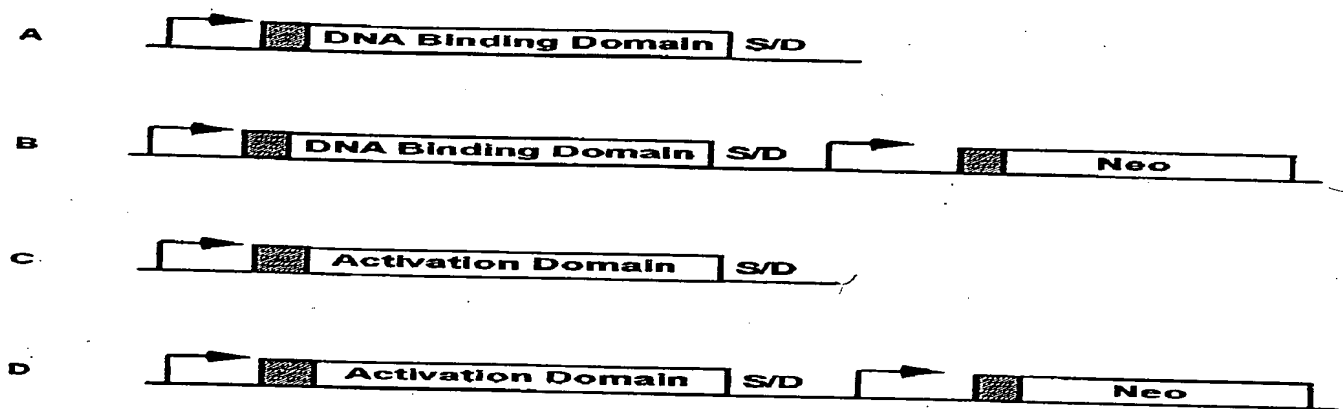 A DNA Binding Domain S/D
B DNA Binding Domain S/D Neo
C Activation Domain S/D
D Activation Domain S/D Neo